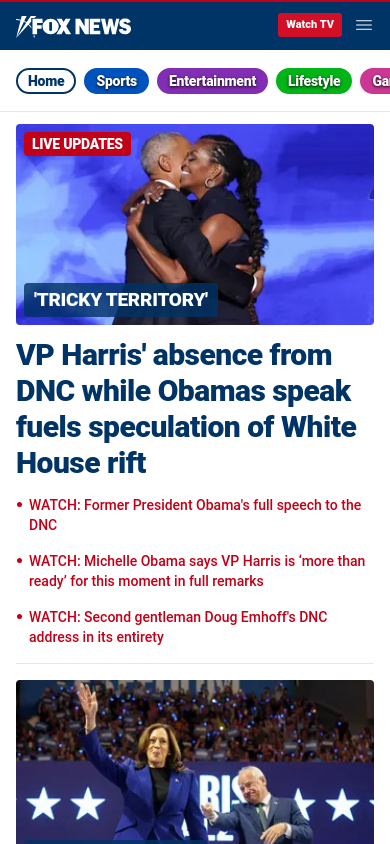 FOX NEWS
Watch TV
Home
Sports
Entertainment
Lifestyle
LIVE UPDATES
'TRICKY TERRITORY'
VP Harris' absence from
DNC while Obamas speak
fuels speculation of White
House rift
• WATCH: Former President Obama's full speech to the
DNC
• WATCH: Michelle Obama says VP Harris is ‘more than
ready’ for this moment in full remarks
• WATCH: Second gentleman Doug Emhoff's DNC
address in its entirety